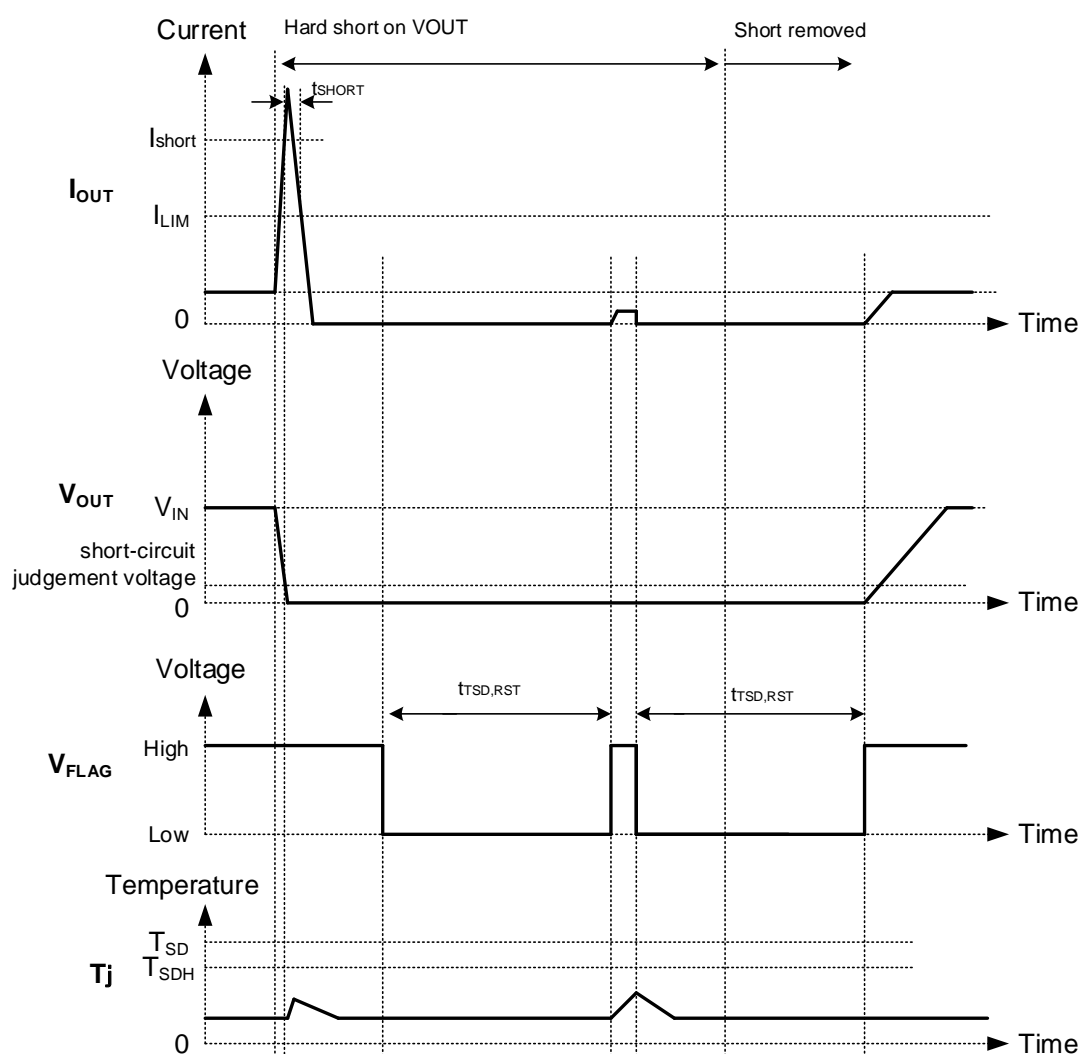 Current
Hard short on VOUT
Short removed
tSHORT
Ishort
IOUT
ILIM
0
Time
Voltage
VOUT
VIN
short-circuit
judgement voltage
0
Time
Voltage
tTSD,RST
tTSD,RST
High
VFLAG
Low
Time
Temperature
TSD
TSDH
Tj
0
Time